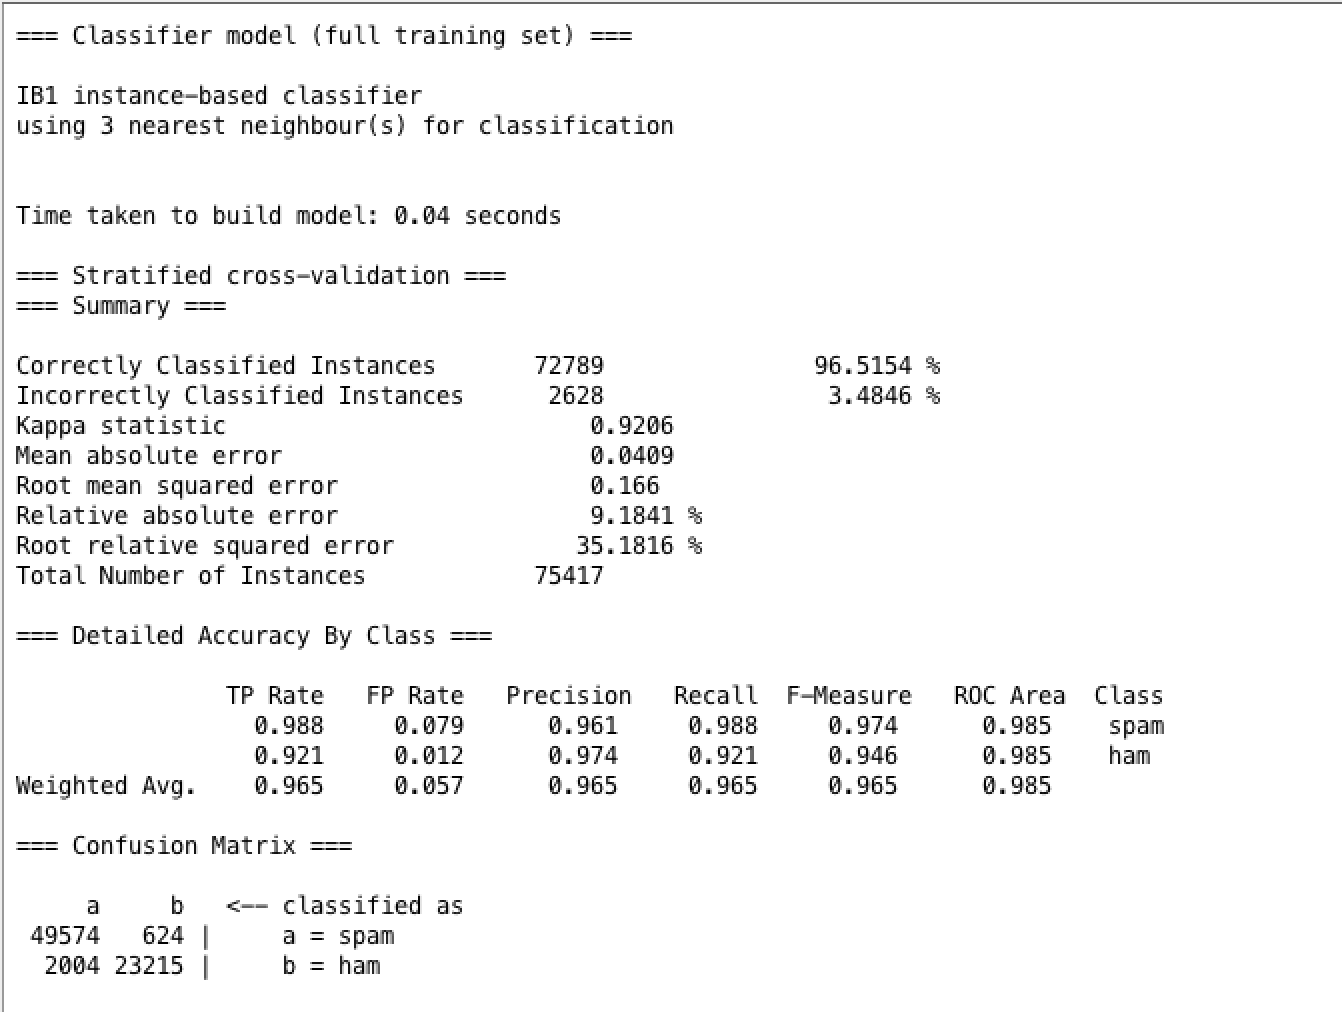 === Classifier model (full training set) ===
IB1 instance-based classifier
using 3 nearest neighbour(s) for classification
Time taken to build model: 0.04 seconds
=== Stratified cross-validation ===
=== Summary ===
Correctly Classified Instances 72789 96.5154 %
Incorrectly Classified Instances 2628 3.4846 %
Kappa statistic 0.9206
Mean absolute error 0.0409
Root mean squared error 0.166
Relative absolute error 9.1841 %
Root relative squared error 35.1816 %
Total Number of Instances 75417
=== Detailed Accuracy By Class ===
TP Rate FP Rate Precision Recall F-Measure ROC Area Class
0.988 0.079 0.961 0.988 0.974 0.985 spam
0.921 0.012 0.974 0.921 0.946 0.985 ham
Weighted Avg. 0.965 0.057 0.965 0.965 0.965 0.985
=== Confusion Matrix ===
a b <-- classified as
49574 624 | a = spam
2004 23215 | b = ham